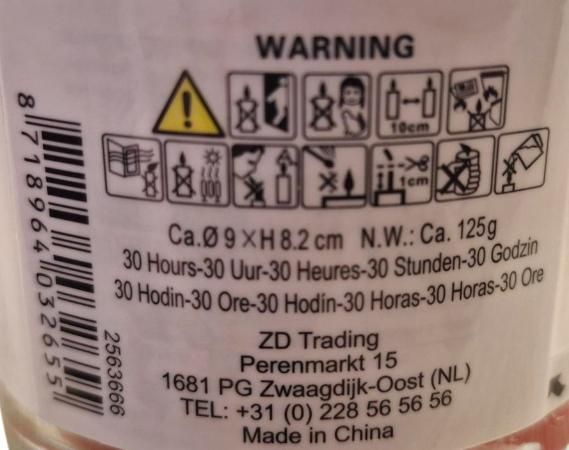 WARNING
10cm
1cm
Ca.Ø 9 ×H 8.2 cm N.W.: Ca. 125g
30 Hours-30 Uur-30 Heures-30 Stunden-30 Godzin
30 Hodin-30 Ore-30 Hodín-30 Horas-30 Horas-30 Ore
ZD Trading
Perenmarkt 15
1681 PG Zwaagdijk-Oost (NL)
TEL: +31 (0) 228 56 56 56
Made in China
8 718964 032655
2563666